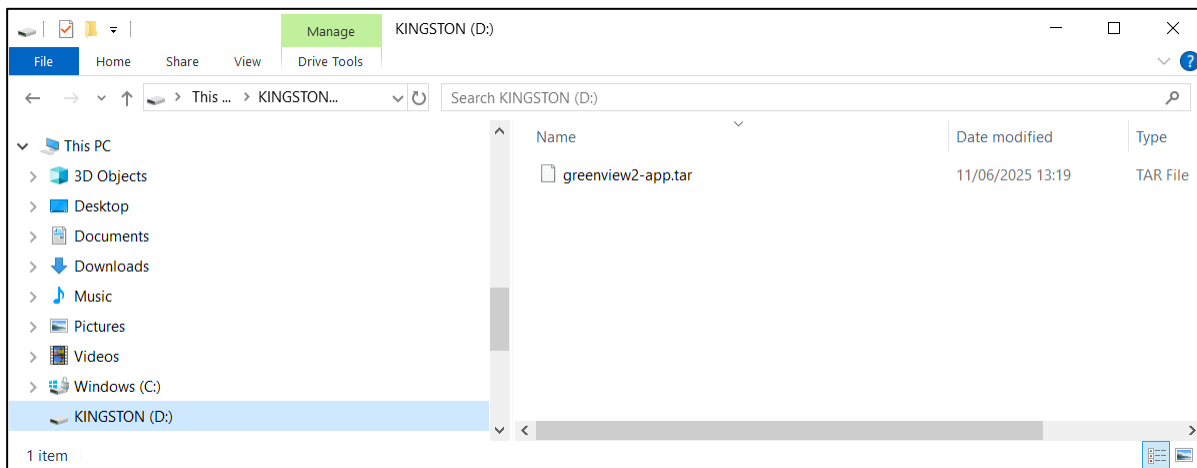 Manage
KINGSTON (D:)
File
Home
Share
View
Drive Tools
This ...
KINGSTON...
Search KINGSTON (D:)
This PC
3D Objects
Desktop
Documents
Downloads
Music
Pictures
Videos
Windows (C:)
KINGSTON (D:)
Name
Date modified
Type
greenview2-app.tar
11/06/2025 13:19
TAR File
1 item